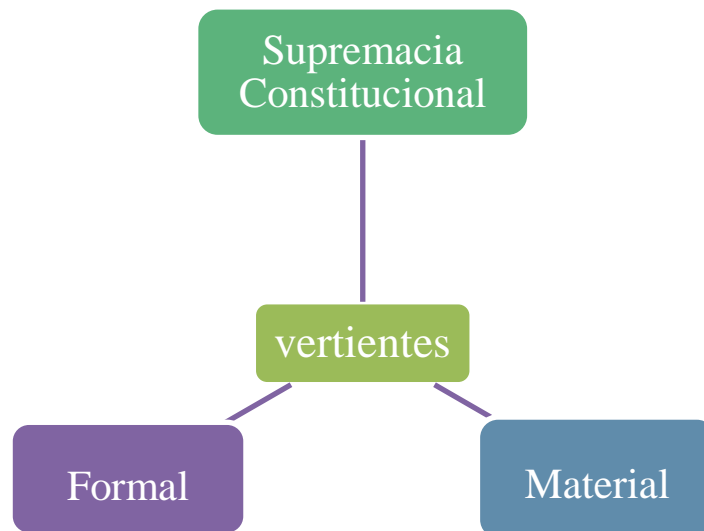 Supremacia
Constitucional
vertientes
Formal
Material